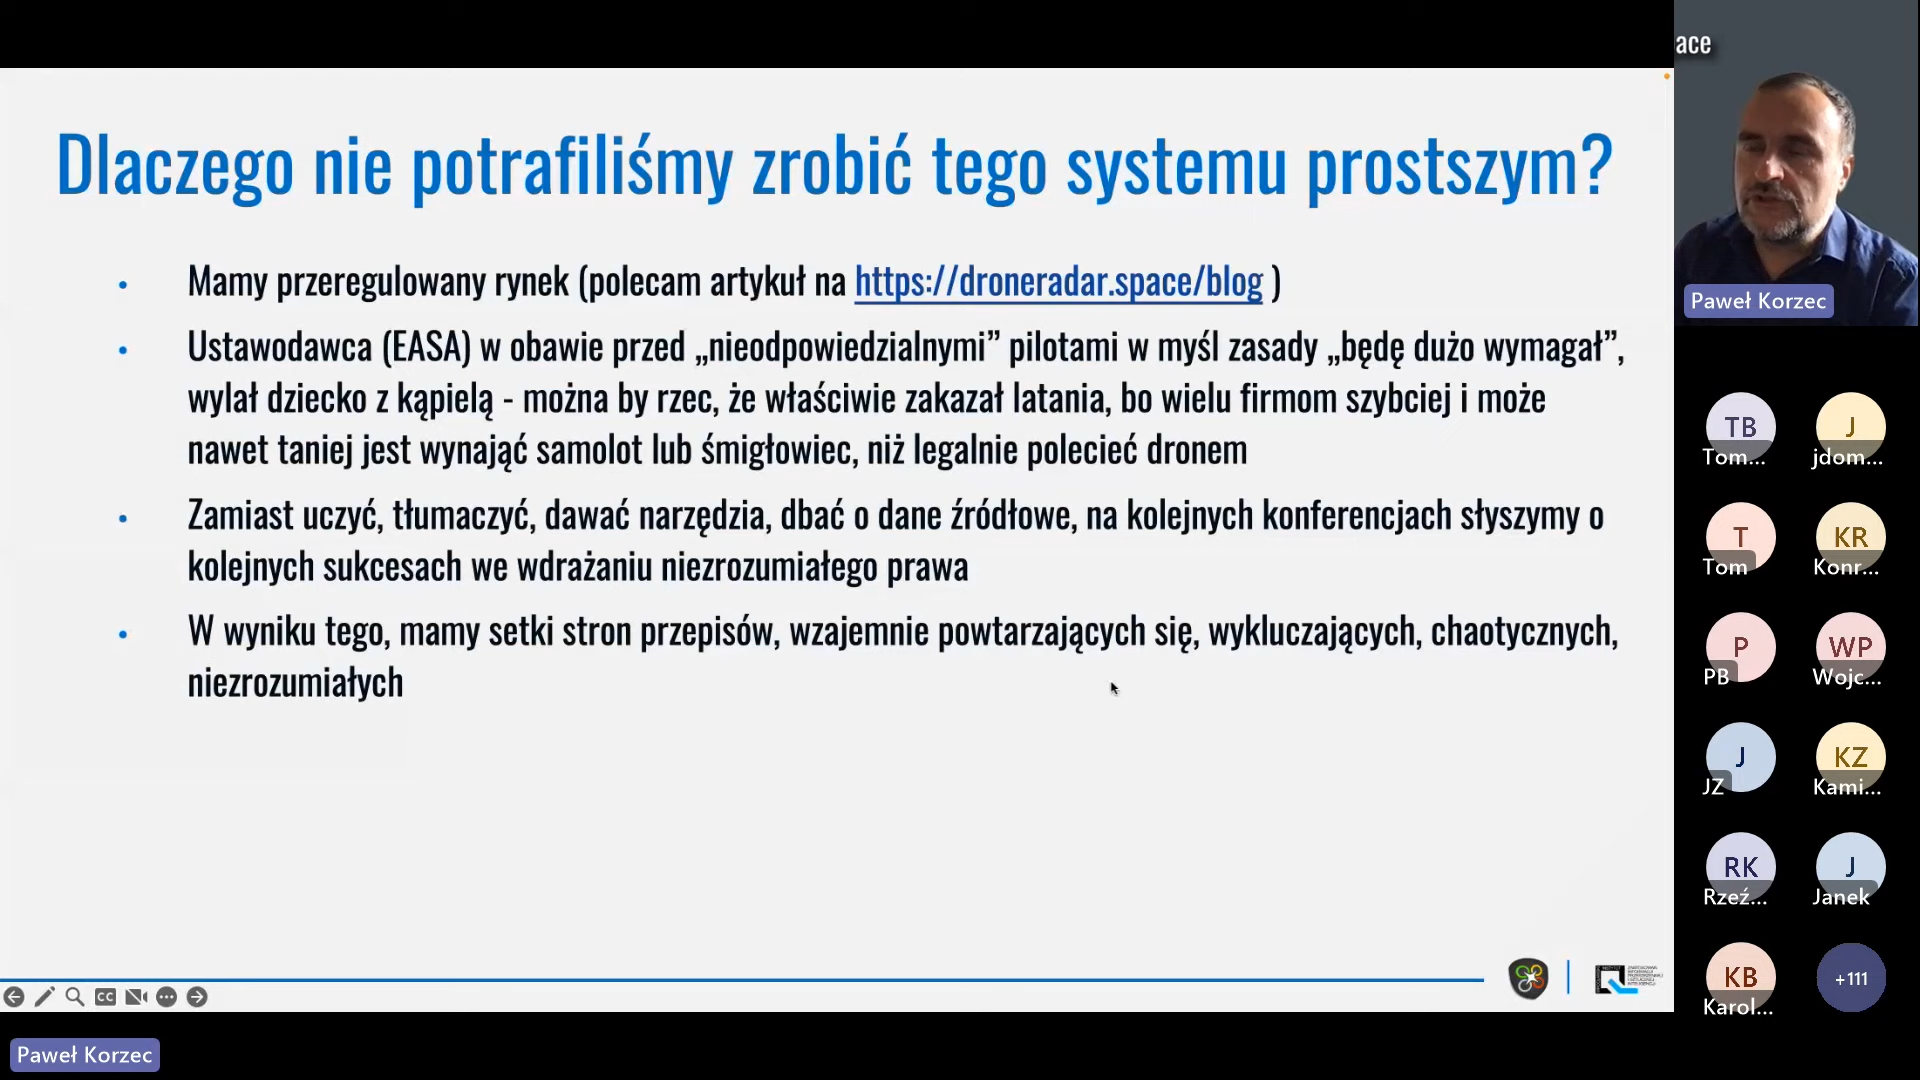 Dlaczego nie potrafiliśmy zrobić tego systemu prostszym?
• Mamy przeregulowany rynek (polecam artykuł na https://droneradar.space/blog )
• Ustawodawca (EASA) w obawie przed „nieodpowiedzialnymi” pilotami w myśl zasady „będę dużo wymagał”,
wylał dziecko z kąpielą - można by rzec, że właściwie zakazał latania, bo wielu firmom szybciej i może
nawet taniej jest wynająć samolot lub śmigłowiec, niż legalnie polecieć dronem
• Zamiast uczyć, tłumaczyć, dawać narzędzia, dbać o dane źródłowe, na kolejnych konferencjach słyszymy o
kolejnych sukcesach we wdrażaniu niezrozumiałego prawa
• W wyniku tego, mamy setki stron przepisów, wzajemnie powtarzających się, wykluczających, chaotycznych,
niezrozumiałych
CC
Paweł Korzec
ace
Paweł Korzec
TB
Tom...
J
jdom...
T
Tom
KR
Konr...
P
PB
WP
Wojc...
J
JZ
KZ
Kami...
RK
Rzeź...
J
Janek
KB
Karol...
+111